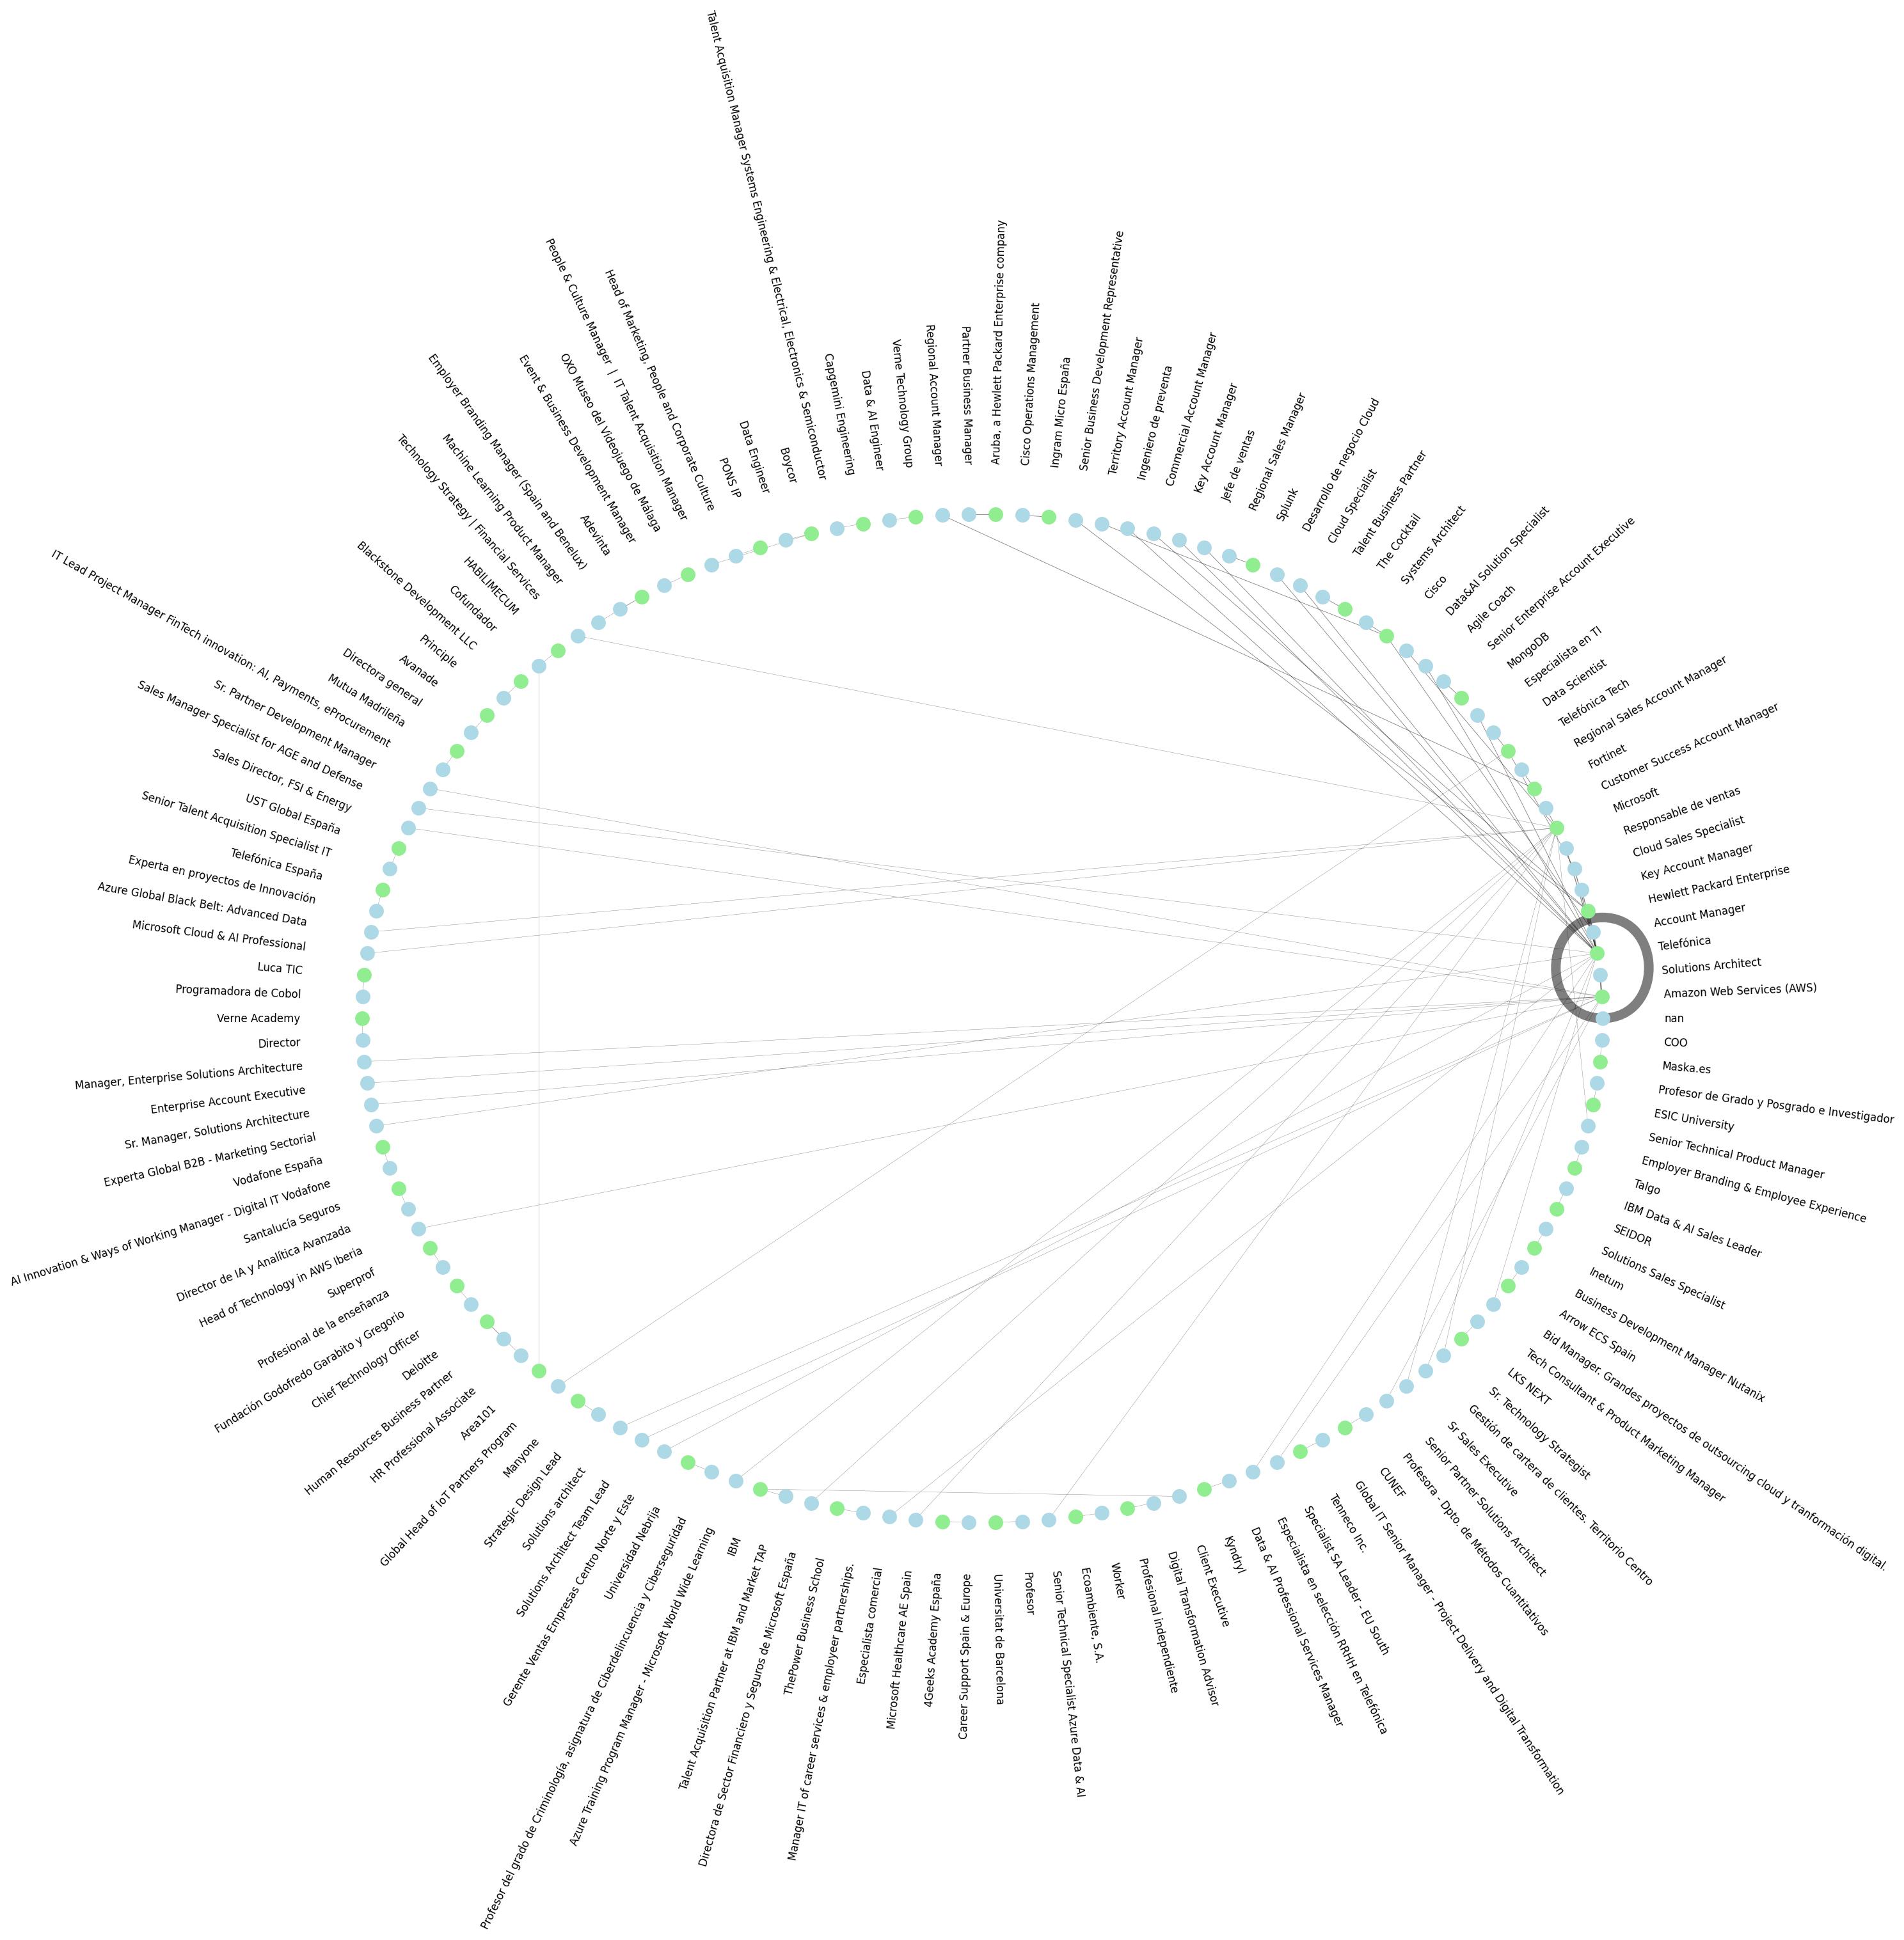 Talent Acquisition Manager Systems Engineering & Electrical, Electronics & Semiconductor
Capgemini Engineering
Data & AI Engineer
Verne Technology Group
Regional Account Manager
Partner Business Manager
Aruba, a Hewlett Packard Enterprise company
Cisco Operations Management
Ingram Micro España
Senior Business Development Representative
Territory Account Manager
Ingeniero de preventa
Commercial Account Manager
Key Account Manager
Jefe de ventas
Regional Sales Manager
Splunk
Desarrollo de negocio Cloud
Cloud Specialist
Talent Business Partner
The Cocktail
Systems Architect
Cisco
Data&AI Solution Specialist
Agile Coach
Senior Enterprise Account Executive
MongoDB
Especialista en TI
Data Scientist
Telefónica Tech
Regional Sales Account Manager
Fortinet
Customer Success Account Manager
Microsoft
Responsable de ventas
Cloud Sales Specialist
Key Account Manager
Hewlett Packard Enterprise
Account Manager
Telefónica
Solutions Architect
Amazon Web Services (AWS)
nan
COO
Maska.es
Profesor de Grado y Posgrado e Investigador
ESIC University
Senior Technical Product Manager
Employer Branding & Employee Experience
Talgo
IBM Data & AI Sales Leader
SEIDOR
Solutions Sales Specialist
Inetum
Business Development Manager Nutanix
Arrow ECS Spain
Bid Manager. Grandes proyectos de outsourcing cloud y tranformación digital.
Tech Consultant & Product Marketing Manager
LKS NEXT
Sr. Technology Strategist
Gestión de cartera de clientes. Territorio Centro
Sr Sales Executive
Senior Partner Solutions Architect
Profesora - Dpto. de Métodos Cuantitativos
CUNEF
Global IT Senior Manager - Project Delivery and Digital Transformation
Tenneco Inc.
Specialist SA Leader - EU South
Especialista en selección RRHH en Telefónica
Data & AI Professional Services Manager
Kyndryl
Client Executive
Digital Transformation Advisor
Profesional independiente
Worker
Ecoambiente, S.A.
Senior Technical Specialist Azure Data & AI
Profesor
Universitat de Barcelona
Career Support Spain & Europe
4Geeks Academy España
Microsoft Healthcare AE Spain
Especialista comercial
Manager IT of career services & employeer partnerships.
ThePower Business School
Directora de Sector Financiero y Seguros de Microsoft España
Talent Acquisition Partner at IBM and Market TAP
IBM
Azure Training Program Manager - Microsoft World Wide Learning
Profesor del grado de Criminología, asignatura de Ciberdelincuencia y Ciberseguridad
Universidad Nebrija
Gerente Ventas Empresas Centro Norte y Este
Solutions Architect Team Lead
Solutions architect
Strategic Design Lead
Manyone
Global Head of IoT Partners Program
Area101
HR Professional Associate
Human Resources Business Partner
Deloitte
Chief Technology Officer
Fundación Godofredo Garabito y Gregorio
Profesional de la enseñanza
Superprof
Head of Technology in AWS Iberia
Director de IA y Analítica Avanzada
Santalucía Seguros
AI Innovation & Ways of Working Manager - Digital IT Vodafone
Vodafone España
Experta Global B2B - Marketing Sectorial
Sr. Manager, Solutions Architecture
Enterprise Account Executive
Manager, Enterprise Solutions Architecture
Director
Verne Academy
Programadora de Cobol
Luca TIC
Microsoft Cloud & AI Professional
Azure Global Black Belt: Advanced Data
Experta en proyectos de Innovación
Telefónica España
Senior Talent Acquisition Specialist IT
UST Global España
Sales Director, FSI & Energy
Sales Manager Specialist for AGE and Defense
Sr. Partner Development Manager
IT Lead Project Manager FinTech innovation: AI, Payments, eProcurement
Mutua Madrileña
Directora general
Avanade
Principle
Blackstone Development LLC
Cofundador
HABILIMECUM
Technology Strategy | Financial Services
Machine Learning Product Manager
Employer Branding Manager (Spain and Benelux)
Adevinta
Event & Business Development Manager
OXO Museo del Videojuego de Málaga
People & Culture Manager | IT Talent Acquisition Manager
Head of Marketing, People and Corporate Culture
PONS IP
Data Engineer
Boycor